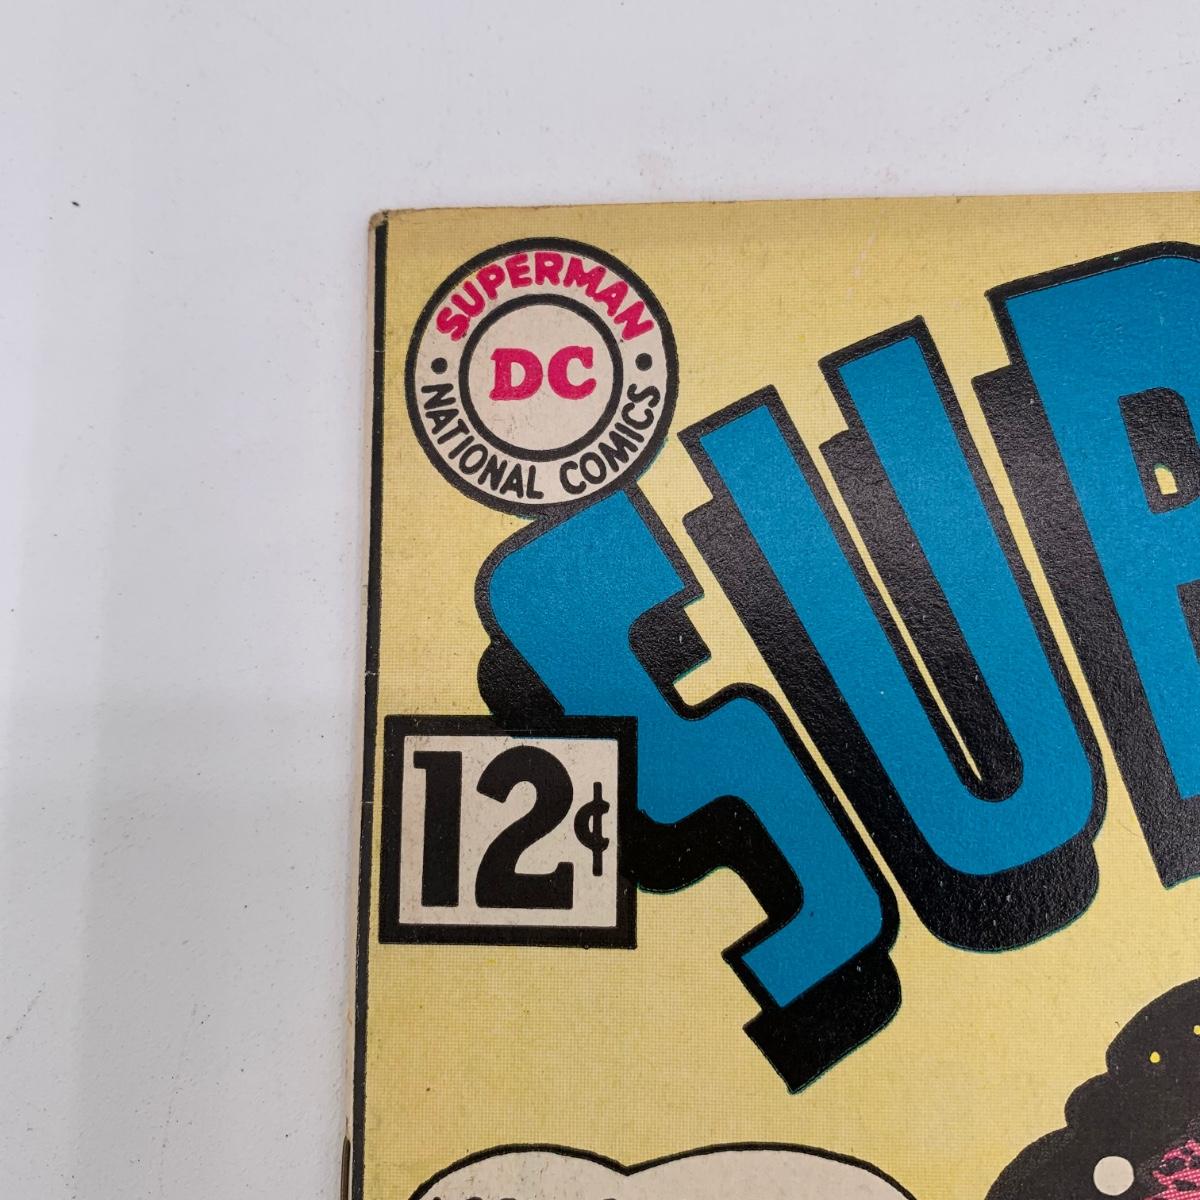 SUPERMAN
DC
NATIONAL COMICS
SUP
12¢